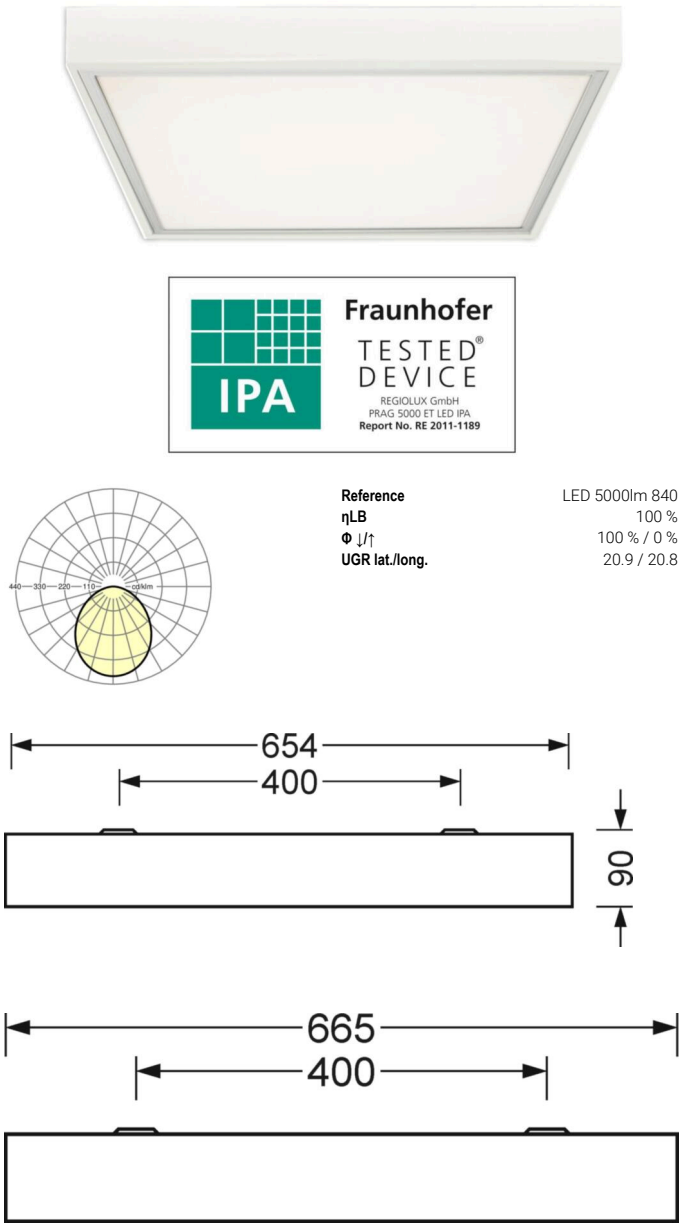 IPA
Fraunhofer
TESTED®
DEVICE
REGIOLUX GmbH
PRAG 5000 ET LED IPA
Report No. RE 2011-1189
Reference LED 5000lm 840
ηLB 100 %
Φ ↓/↑ 100 % / 0 %
UGR lat./long. 20.9 / 20.8
440 330 220 110 cd/klm
654
400
90
665
400